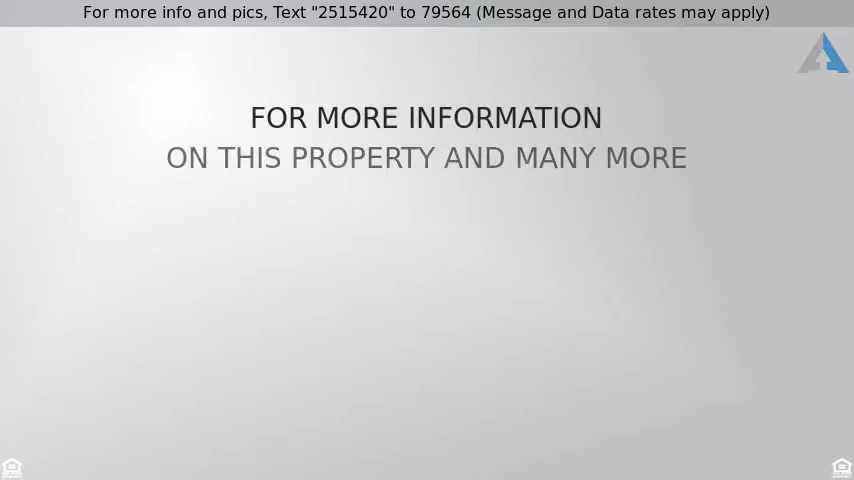 For more info and pics, Text "2515420" to 79564 (Message and Data rates may apply)
FOR MORE INFORMATION
ON THIS PROPERTY AND MANY MORE